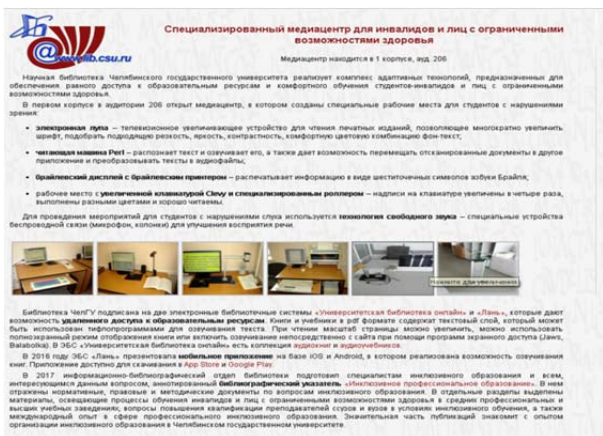 @www.lib.csu.ru
Специализированный медиацентр для инвалидов и лиц с ограниченными
возможностями здоровья
Медиацентр находится в 1 корпусе, ауд. 206
Научная библиотека Челябинского государственного университета реализует комплекс адаптивных технологий, предназначенных для
обеспечения равного доступа к образовательным ресурсам и комфортного обучения студентов-инвалидов и лиц с ограниченными
возможностями здоровья.
В первом корпусе в аудитории 206 открыт медиацентр, в котором созданы специальные рабочие места для студентов с нарушениями
зрения:
• электронная лупа – телевизионное увеличивающее устройство для чтения печатных изданий, позволяющее многократно увеличить
шрифт, подобрать подходящую резкость, яркость, контрастность, комфортную цветовую комбинацию фон-текст;
• читающая машина Perl – распознает текст и озвучивает его, а также дает возможность перемещать отсканированные документы в другое
приложение и преобразовывать тексты в аудиофайлы;
• брайлевский дисплей с брайлевским принтером – распечатывает информацию в виде шеститочечных символов азбуки Брайля;
• рабочее место с увеличенной клавиатурой Clevy и специализированным роллером – надписи на клавиатуре увеличены в четыре раза,
выполнены разными цветами и хорошо читаемы.
Для проведения мероприятий для студентов с нарушениями слуха используется технология свободного звука – специальные устройства
беспроводной связи (микрофон, колонки) для улучшения восприятия речи.
Нажмите для увеличения
Библиотека ЧелГУ подписана на две электронные библиотечные системы «Университетская библиотека онлайн» и «Лань», которые дают
возможность удаленного доступа к образовательным ресурсам. Книги и учебники в pdf формате содержат текстовый слой, который может
быть использован тифлопрограммами для озвучивания текста. При чтении масштаб страницы можно увеличить, можно использовать
полноэкранный режим отображения книги или включить озвучивание непосредственно с сайта при помощи программ экранного доступа (Jaws,
Balabolka). В ЭБС «Университетская библиотека онлайн» есть коллекция аудиокниг и аудиоучебников.
В 2016 году ЭБС «Лань» презентовала мобильное приложение на базе iOS и Android, в котором реализована возможность озвучивания
книг. Приложение доступно для скачивания в App Store и Google Play.
В 2017 информационно-библиографический отдел библиотеки подготовил специалистам инклюзивного образования и всем,
интересующимся данным вопросом, аннотированный библиографический указатель «Инклюзивное профессиональное образование». В нем
отражены нормативные, правовые и методические документы по вопросам инклюзивного образования. В отдельные разделы выделены
материалы, освещающие процессы обучения инвалидов и лиц с ограниченными возможностями здоровья в средних профессиональных и
высших учебных заведениях, вопросы повышения квалификации преподавателей ссузов и вузов в условиях инклюзивного обучения, а также
международный опыт в сфере профессионального инклюзивного образования. Значительная часть публикаций знакомит с опытом
организации инклюзивного образования в Челябинском государственном университете.